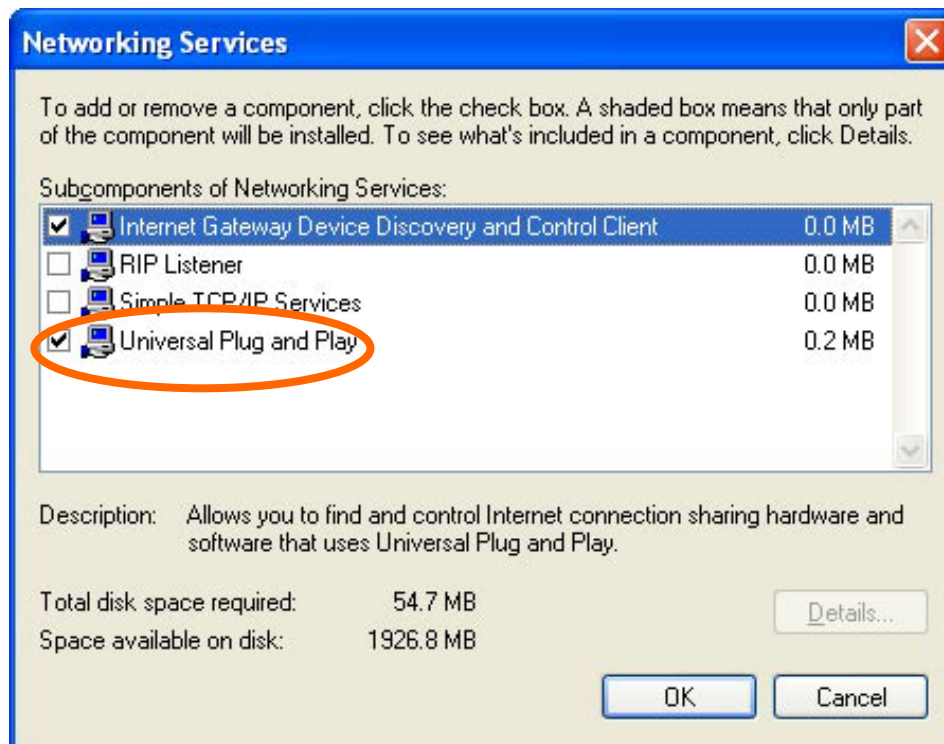 Networking Services
To add or remove a component, click the check box. A shaded box means that only part
of the component will be installed. To see what's included in a component, click Details.
Subcomponents of Networking Services:
Internet Gateway Device Discovery and Control Client 0.0 MB
RIP Listener 0.0 MB
Simple TCP/IP Services 0.0 MB
Universal Plug and Play 0.2 MB
Description: Allows you to find and control Internet connection sharing hardware and
software that uses Universal Plug and Play.
Total disk space required: 54.7 MB
Space available on disk: 1926.8 MB
Details...
OK Cancel